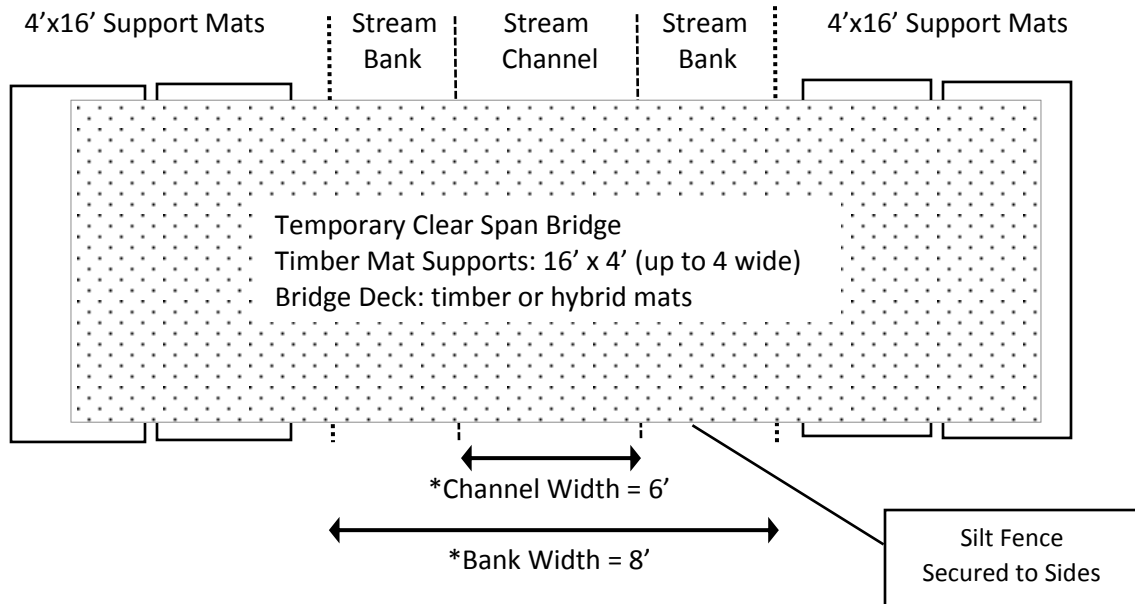 4’x16’ Support Mats
Stream
Bank
Stream
Channel
Stream
Bank
4’x16’ Support Mats
Temporary Clear Span Bridge
Timber Mat Supports: 16’ x 4’ (up to 4 wide)
Bridge Deck: timber or hybrid mats
*Channel Width = 6’
*Bank Width = 8’
Silt Fence
Secured to Sides